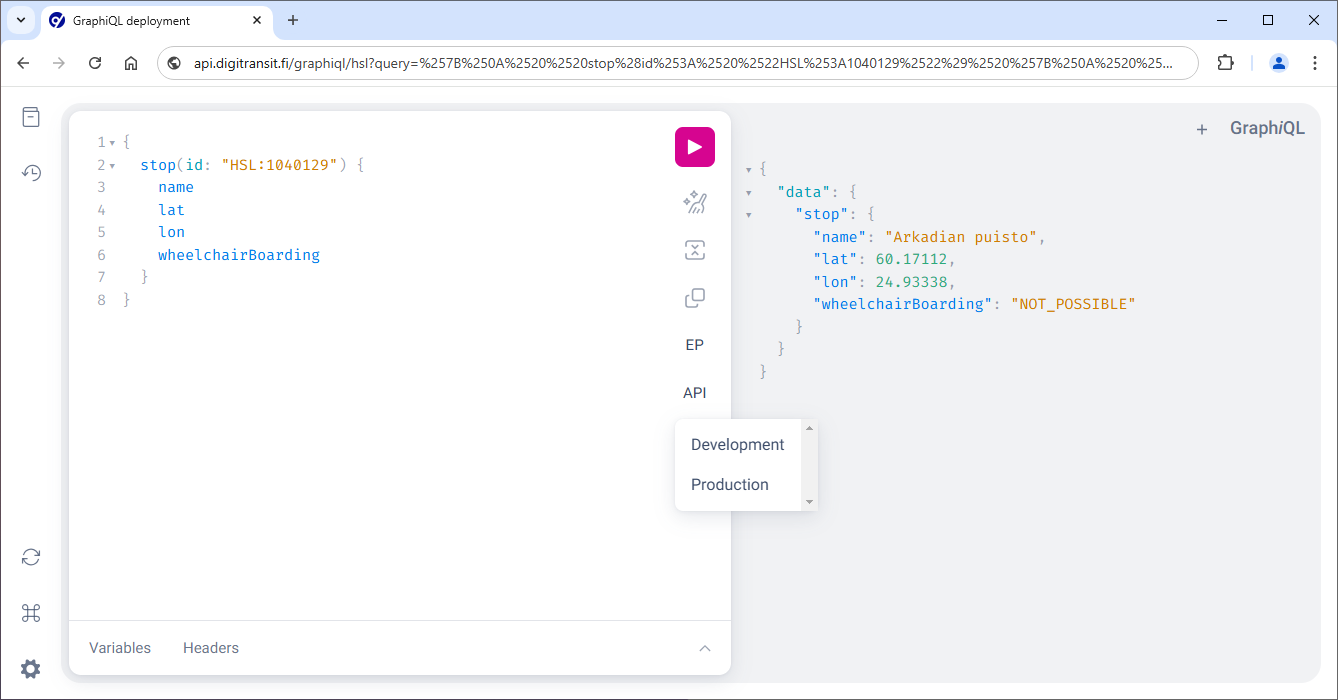 GraphiQL deployment
api.digitransit.fi/graphiql/hsl?query=%257B%250A%2520%2520stop%28id%253A%2520%2522HSL%253A1040129%2522%29%2520%257B%250A%2520%25...
1 {
2 stop(id: "HSL:1040129") {
3 name
4 lat
5 lon
6 wheelchairBoarding
7 }
8 }
EP
API
Development
Production
Variables
Headers
+ GraphiQL
{
"data": {
"stop": {
"name": "Arkadian puisto",
"lat": 60.17112,
"lon": 24.93338,
"wheelchairBoarding": "NOT_POSSIBLE"
}
}
}